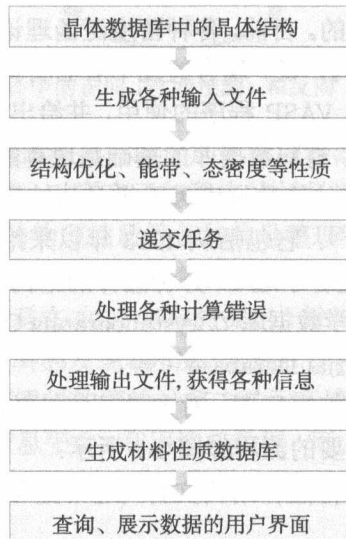 晶体数据库中的晶体结构
生成各种输入文件
结构优化、能带、态密度等性质
递交任务
处理各种计算错误
处理输出文件,获得各种信息
生成材料性质数据库
查询、展示数据的用户界面